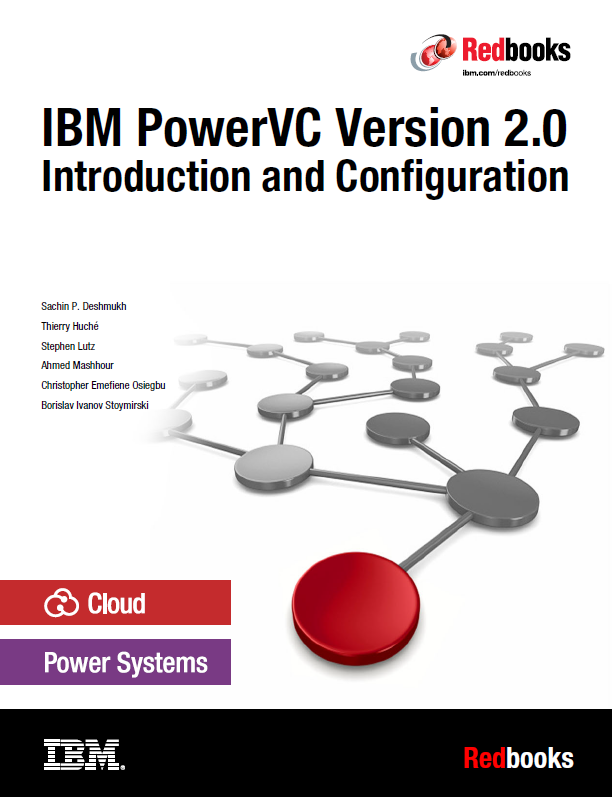 Redbooks
ibm.com/redbooks
IBM PowerVC Version 2.0
Introduction and Configuration
Sachin P. Deshmukh
Thierry Huché
Stephen Lutz
Ahmed Mashhour
Christopher Emefiene Osiegbu
Borislav Ivanov Stoymirski
Cloud
Power Systems
IBM®
Redbooks